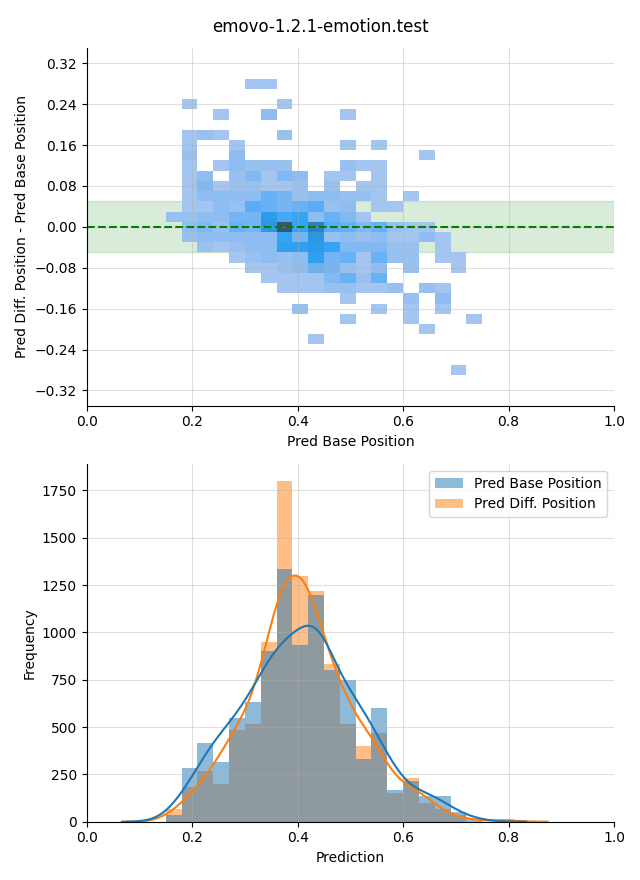 emovo-1.2.1-emotion.test
Pred Diff. Position - Pred Base Position
0.32
0.24
0.16
0.08
0.00
−0.08
−0.16
−0.24
−0.32
0.0 0.2 0.4 0.6 0.8 1.0
Pred Base Position
Frequency
1750
1500
1250
1000
750
500
250
0
Pred Base Position
Pred Diff. Position
0.0 0.2 0.4 0.6 0.8 1.0
Prediction